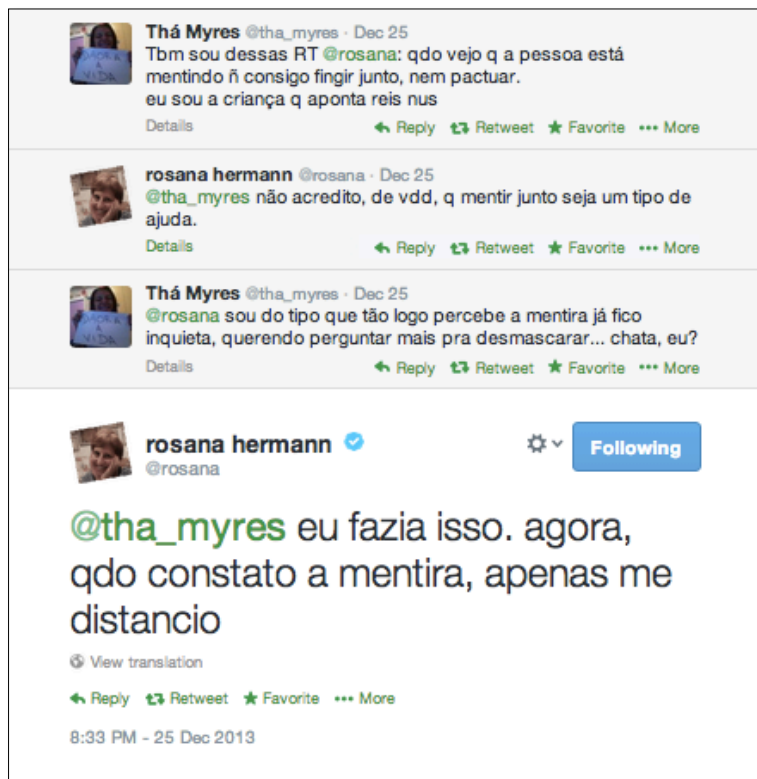 Thá Myres @tha_myres · Dec 25
Tbm sou dessas RT @rosana: qdo vejo q a pessoa está
mentindo ñ consigo fingir junto, nem pactuar.
eu sou a criança q aponta reis nus
Details Reply Retweet Favorite More
rosana hermann @rosana · Dec 25
@tha_myres não acredito, de vdd, q mentir junto seja um tipo de
ajuda.
Details Reply Retweet Favorite More
Thá Myres @tha_myres · Dec 25
@rosana sou do tipo que tão logo percebe a mentira já fico
inquieta, querendo perguntar mais pra desmascarar... chata, eu?
Details Reply Retweet Favorite More
rosana hermann Following
@rosana
@tha_myres eu fazia isso. agora,
qdo constato a mentira, apenas me
distancio
View translation
Reply Retweet Favorite More
8:33 PM - 25 Dec 2013